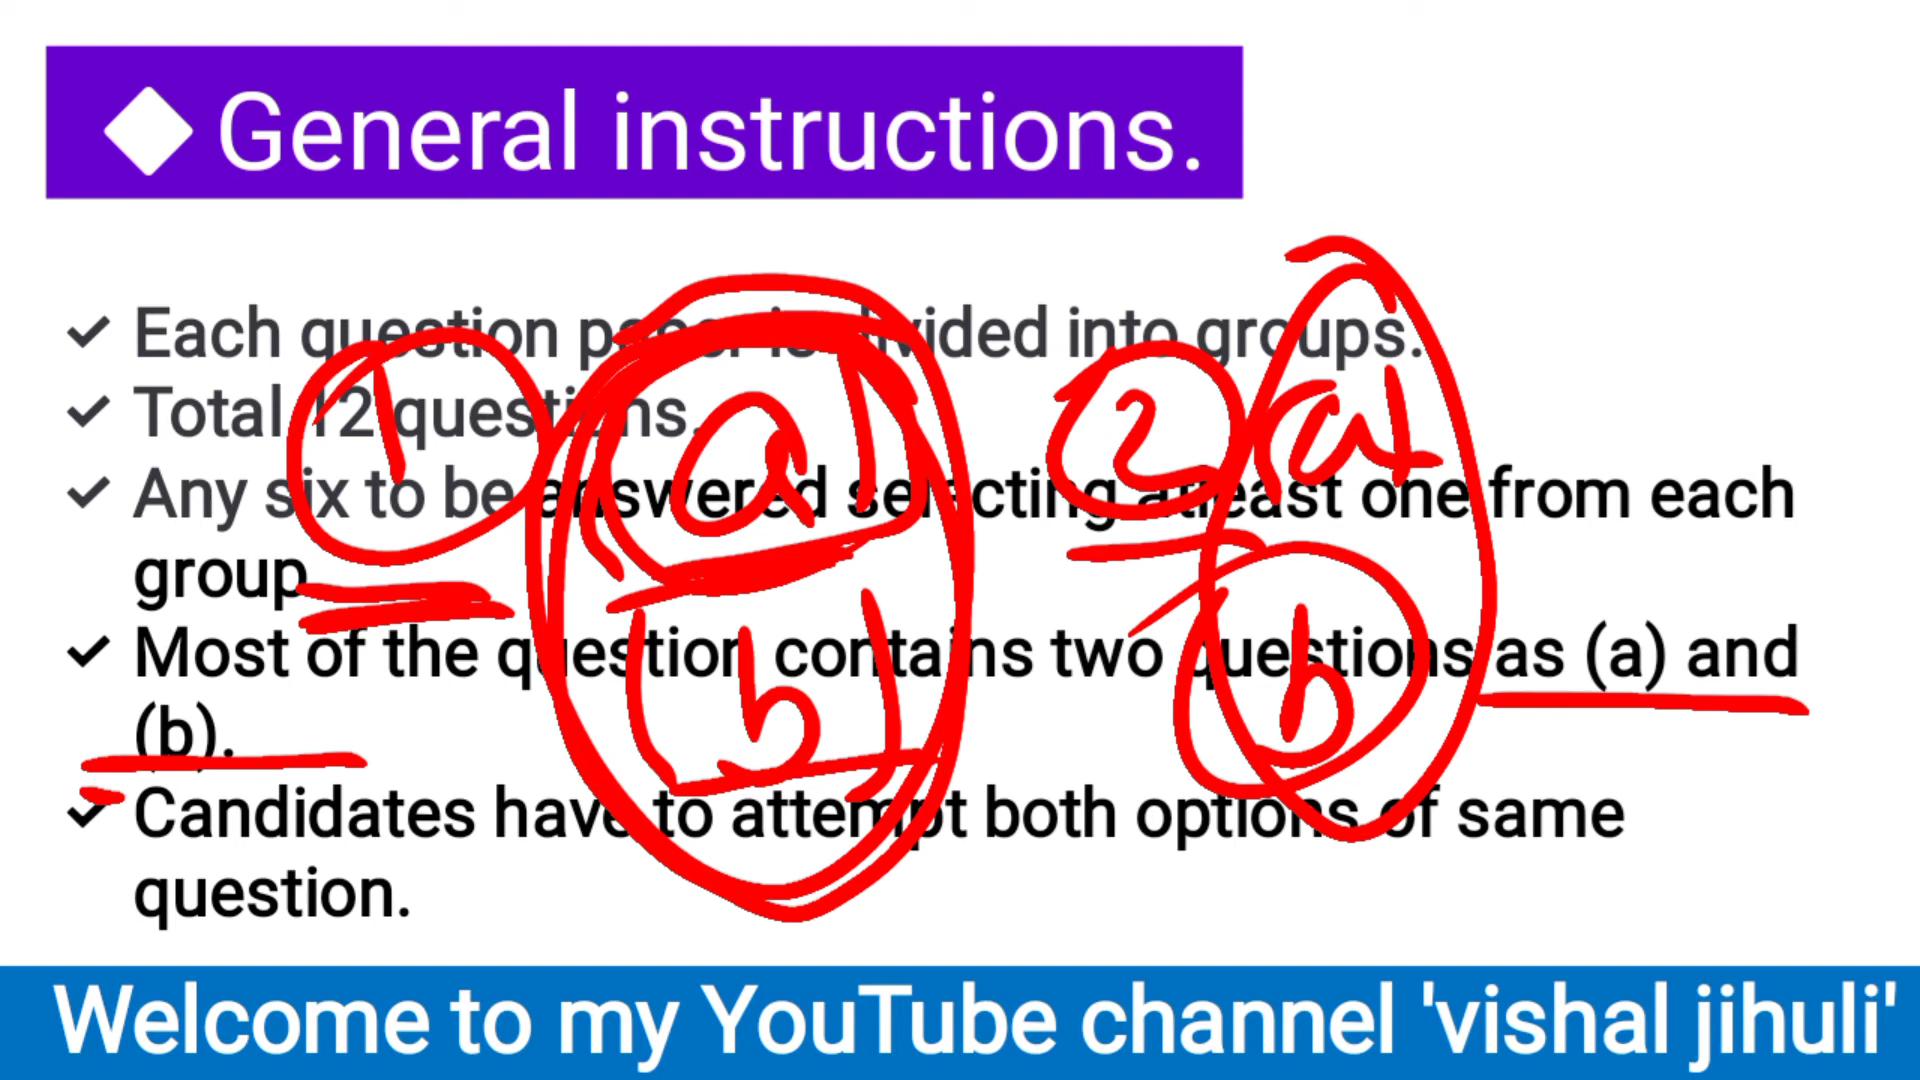 General instructions.
Each question paper is divided into groups.
Total 12 questions.
Any six to be answered selecting atleast one from each
group
Most of the question contains two questions as (a) and
(b).
Candidates have to attempt both options of same
question.
1
a
b
2
a
b
Welcome to my YouTube channel 'vishal jihuli'